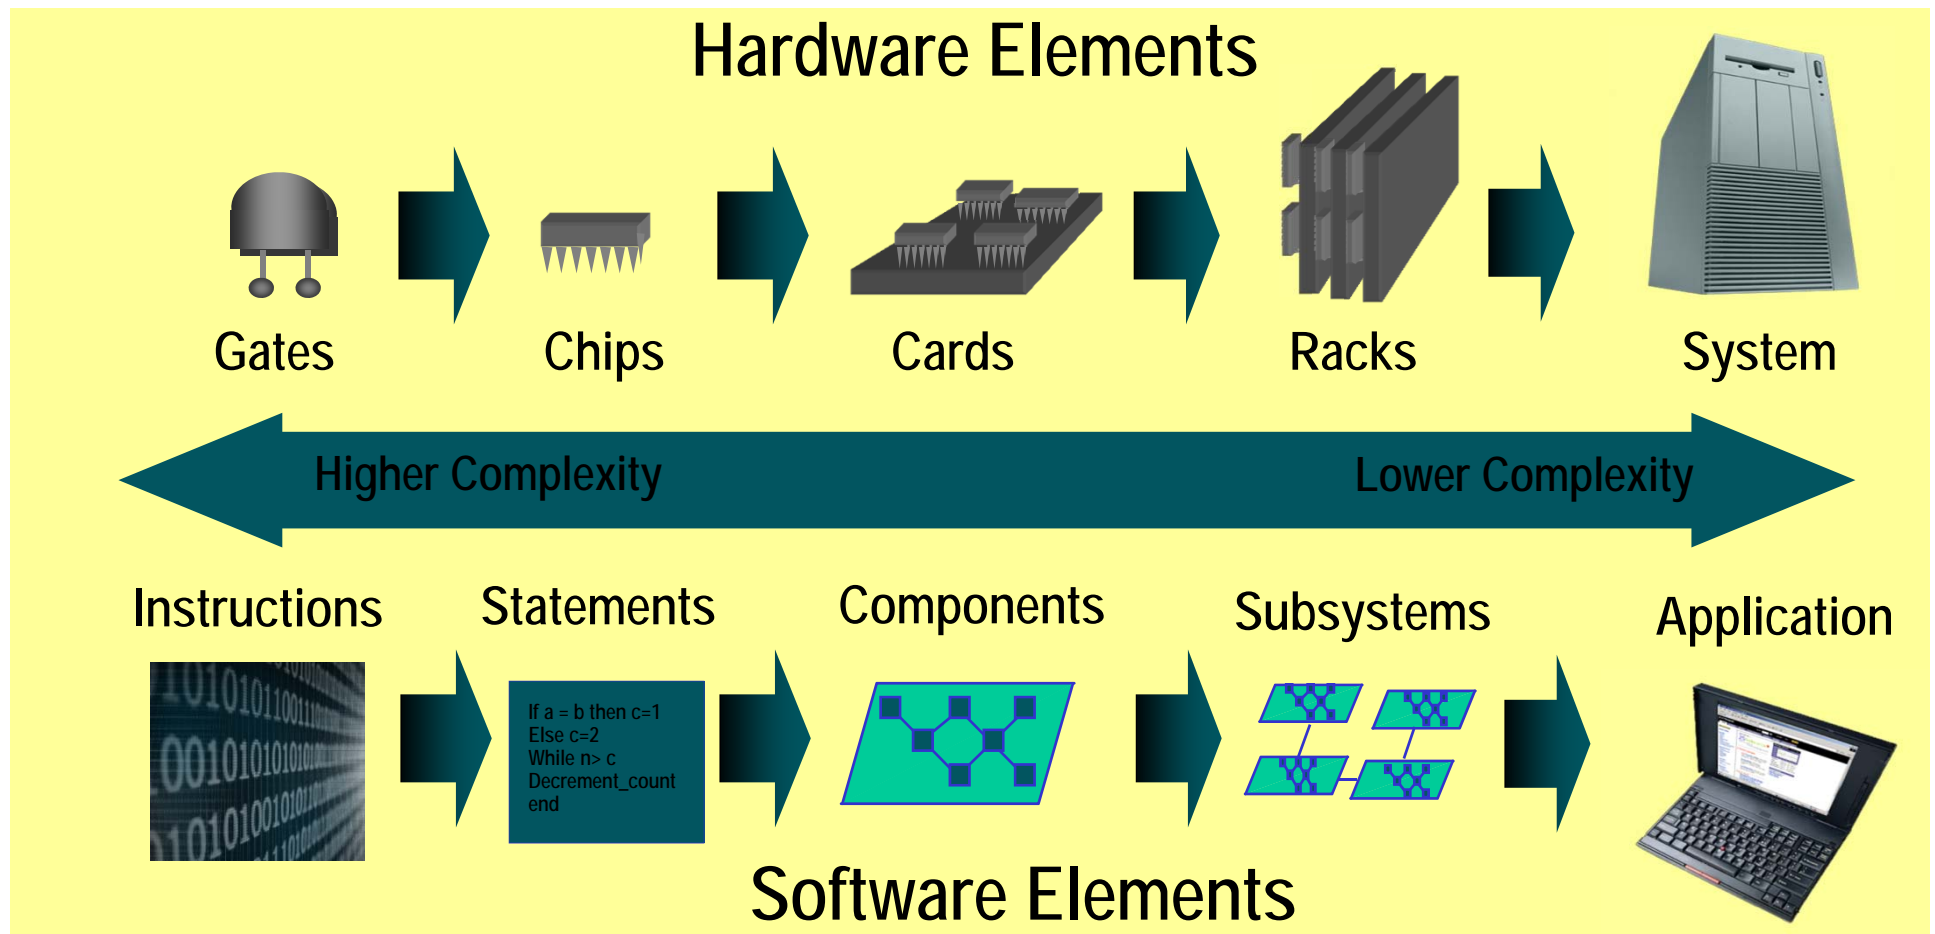 Hardware Elements
Gates
Chips
Cards
Racks
System
Higher Complexity
Lower Complexity
Instructions
Statements
Components
Subsystems
Application
If a = b then c=1
Else c=2
While n> c
Decrement_count
end
Software Elements